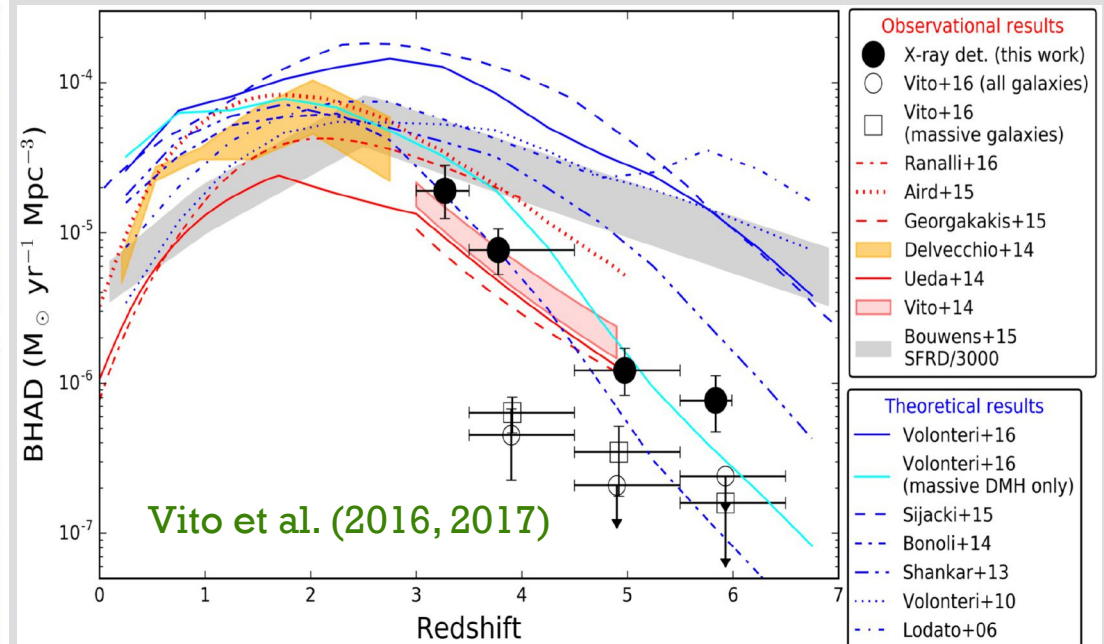 BHAD (M⊙ yr⁻¹ Mpc⁻³)
10⁻⁴
10⁻⁵
10⁻⁶
10⁻⁷
Vito et al. (2016, 2017)
0 1 2 3 4 5 6 7
Redshift
Observational results
X-ray det. (this work)
Vito+16 (all galaxies)
Vito+16
(massive galaxies)
Ranalli+16
Aird+15
Georgakakis+15
Delvecchio+14
Ueda+14
Vito+14
Bouwens+15
SFRD/3000
Theoretical results
Volonteri+16
Volonteri+16
(massive DMH only)
Sijacki+15
Bonoli+14
Shankar+13
Volonteri+10
Lodato+06